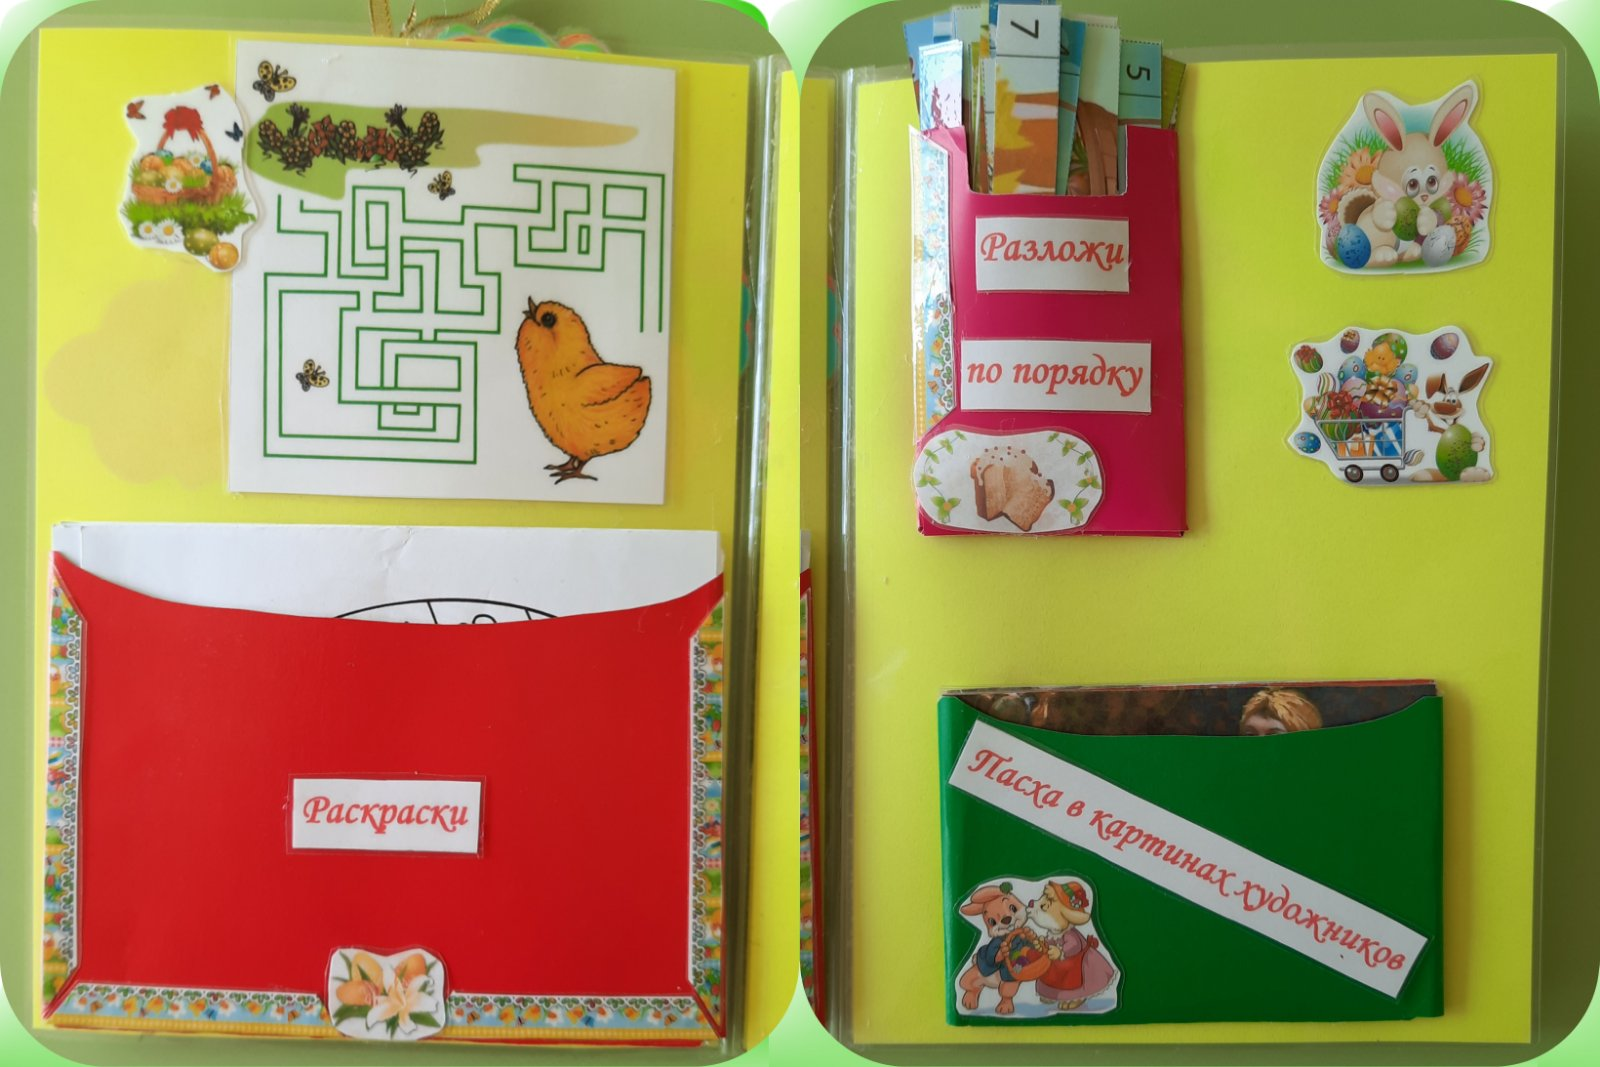 Раскраски
7
5
Разложи
по порядку
Пасха в картинах художников